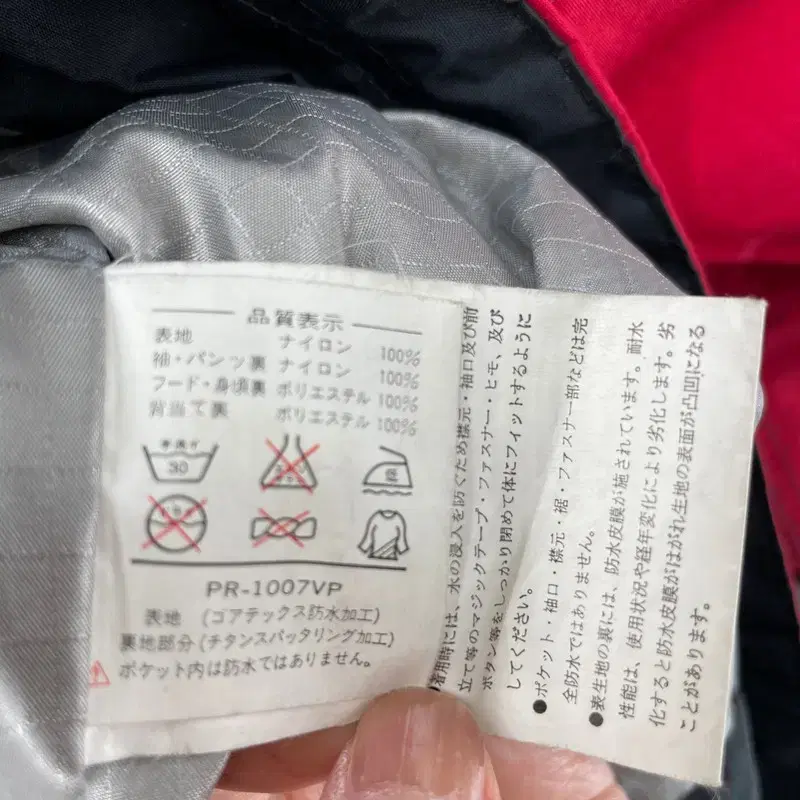 品質表示
表地 ナイロン 100%
袖・パンツ裏 ナイロン 100%
フード・身頃裏 ポリエステル 100%
背当て裏 ポリエステル 100%
手洗イ
30
低
PR-1007VP
表地 (ゴアテックス防水加工)
裏地部分 (チタンスパッタリング加工)
ポケット内は防水ではありません。
着用時には、水の浸入を防ぐため襟元・袖口及び前
立て等のマジックテープ・ファスナー・ヒモ、及び
ボタン等をしっかり閉めて体にフィットするように
してください。
●ポケット・袖口・襟元・裾・ファスナー部などは完
全防水ではありません。
●表生地の裏には、防水皮膜が施されています。耐水
性能は、使用状況や経年変化により劣化します。劣
化すると防水皮膜がはがれ生地の表面が凸凹になる
ことがあります。